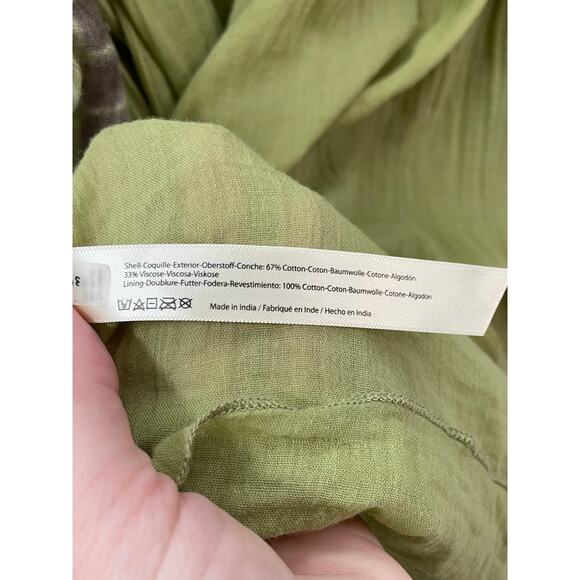 Shell-Coquille-Exterior-Oberstoff-Conche: 67% Cotton-Coton-Baumwolle-Cotone-Algodón
33% Viscose-Viscosa-Viskose
Lining-Doublure-Futter-Fodera-Revestimiento: 100% Cotton-Coton-Baumwolle-Cotone-Algodón
Made in india / Fabriqué en Inde / Hecho en India